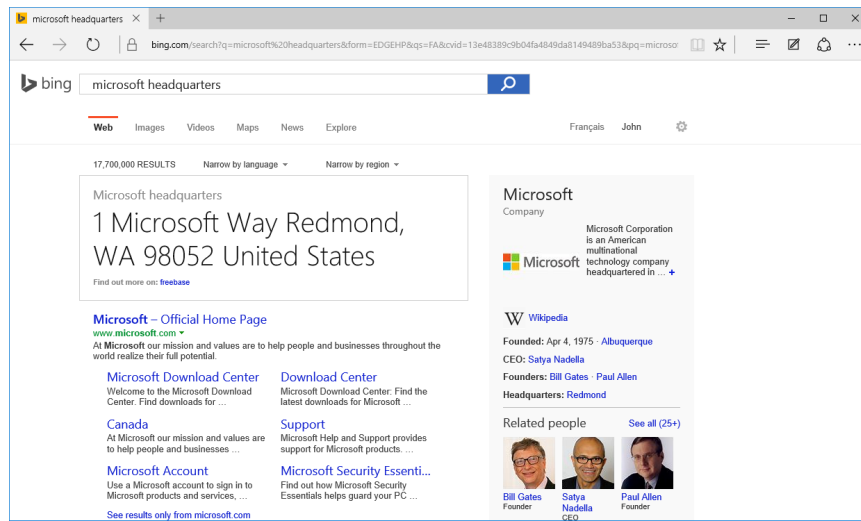 microsoft headquarters
bing.com/search?q=microsoft%20headquarters&form=EDGEHP&qs=FA&cvid=13e48389c9b04fa4849da8149489ba53&pq=microso
bing
microsoft headquarters
Web Images Videos Maps News Explore
Français John
17,700,000 RESULTS Narrow by language Narrow by region
Microsoft headquarters
1 Microsoft Way Redmond,
WA 98052 United States
Find out more on: freebase
Microsoft – Official Home Page
www.microsoft.com
At Microsoft our mission and values are to help people and businesses throughout the
world realize their full potential.
Microsoft Download Center
Welcome to the Microsoft Download
Center. Find downloads for ...
Download Center
Microsoft Download Center: Find the
latest downloads for Microsoft ...
Canada
At Microsoft our mission and values are
to help people and businesses ...
Support
Microsoft Help and Support provides
support for Microsoft products. ...
Microsoft Account
Use a Microsoft account to sign in to
Microsoft products and services, ...
Microsoft Security Essenti...
Find out how Microsoft Security
Essentials helps guard your PC ...
See results only from microsoft.com
Microsoft
Company
Microsoft
Microsoft Corporation
is an American
multinational
technology company
headquartered in ... +
W Wikipedia
Founded: Apr 4, 1975 · Albuquerque
CEO: Satya Nadella
Founders: Bill Gates · Paul Allen
Headquarters: Redmond
Related people See all (25+)
Bill Gates
Founder
Satya
Nadella
CEO
Paul Allen
Founder